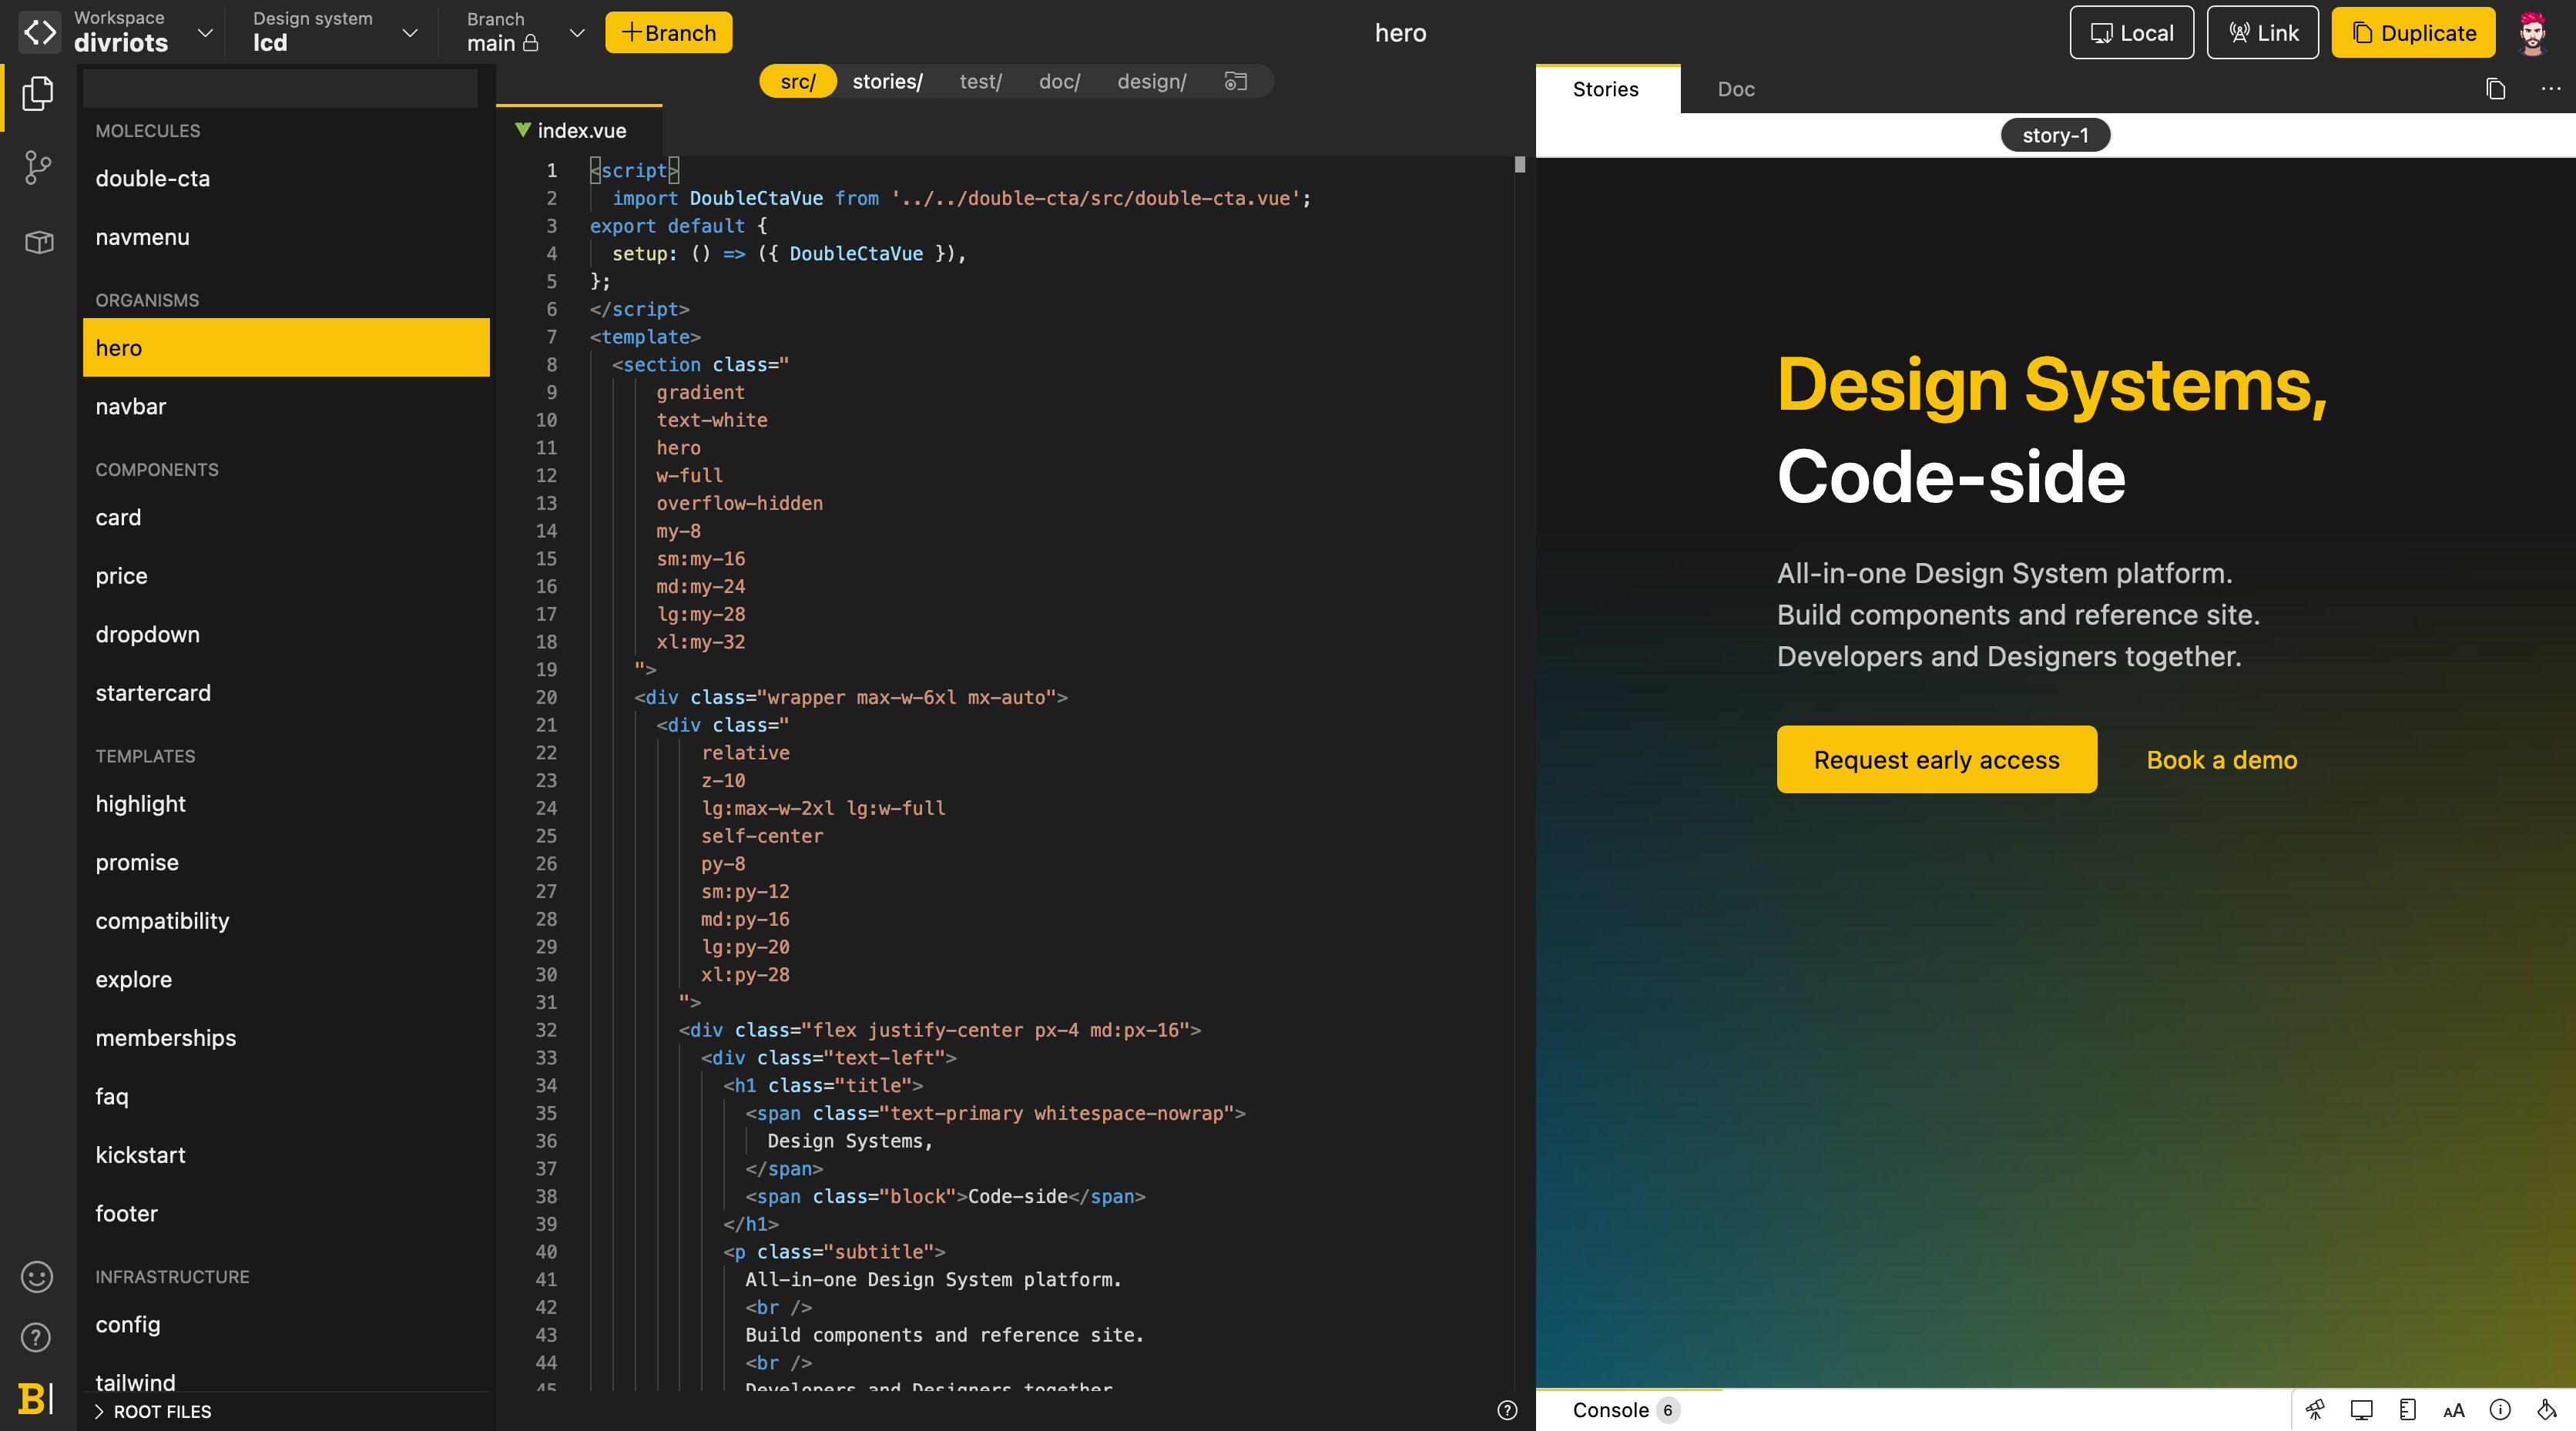 Workspace
divriots
Design system
lcd
Branch
main
Branch
hero
Local
Link
Duplicate
MOLECULES
double-cta
navmenu
ORGANISMS
hero
navbar
COMPONENTS
card
price
dropdown
startercard
TEMPLATES
highlight
promise
compatibility
explore
memberships
faq
kickstart
footer
INFRASTRUCTURE
config
tailwind
ROOT FILES
B|
src/ stories/ test/ doc/ design/
index.vue
1 <script>
2 import DoubleCtaVue from '../../double-cta/src/double-cta.vue';
3 export default {
4 setup: () => ({ DoubleCtaVue }),
5 };
6 </script>
7 <template>
8 <section class="
9 gradient
10 text-white
11 hero
12 w-full
13 overflow-hidden
14 my-8
15 sm:my-16
16 md:my-24
17 lg:my-28
18 xl:my-32
19 ">
20 <div class="wrapper max-w-6xl mx-auto">
21 <div class="
22 relative
23 z-10
24 lg:max-w-2xl lg:w-full
25 self-center
26 py-8
27 sm:py-12
28 md:py-16
29 lg:py-20
30 xl:py-28
31 ">
32 <div class="flex justify-center px-4 md:px-16">
33 <div class="text-left">
34 <h1 class="title">
35 <span class="text-primary whitespace-nowrap">
36 Design Systems,
37 </span>
38 <span class="block">Code-side</span>
39 </h1>
40 <p class="subtitle">
41 All-in-one Design System platform.
42 <br />
43 Build components and reference site.
44 <br />
45 Developers and Designers together.
Stories
Doc
story-1
Design Systems,
Code-side
All-in-one Design System platform.
Build components and reference site.
Developers and Designers together.
Request early access
Book a demo
Console 6
AA